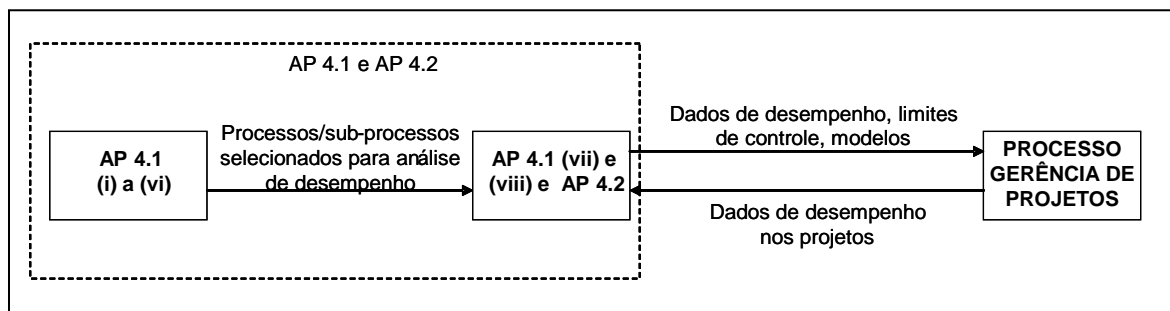 AP 4.1 e AP 4.2
AP 4.1
(i) a (vi)
Processos/sub-processos
selecionados para análise
de desempenho
AP 4.1 (vii) e
(viii) e AP 4.2
Dados de desempenho, limites
de controle, modelos
Dados de desempenho
nos projetos
PROCESSO
GERÊNCIA DE
PROJETOS